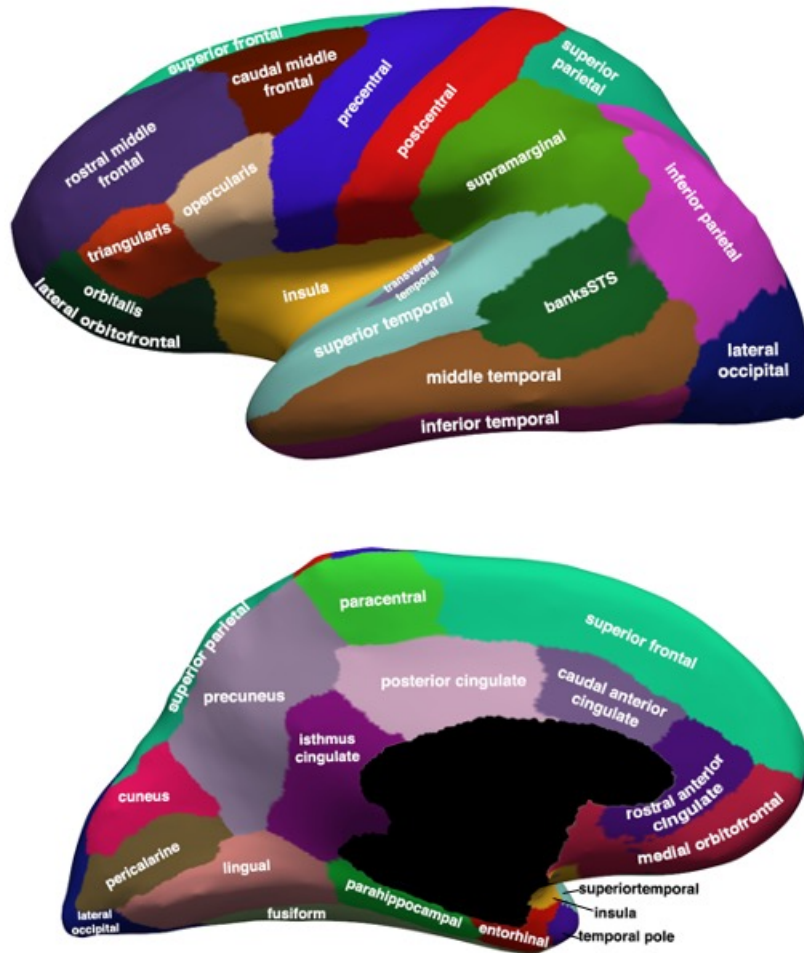 superior frontal
caudal middle
frontal
precentral
postcentral
superior
parietal
rostral middle
frontal
opercularis
supramarginal
inferior parietal
triangularis
orbitalis
lateral orbitofrontal
insula
transverse
temporal
superior temporal
banksSTS
middle temporal
inferior temporal
lateral
occipital
paracentral
superior frontal
superior parietal
precuneus
posterior cingulate
caudal anterior
cingulate
isthmus
cingulate
cuneus
rostral anterior
cingulate
medial orbitofrontal
pericalarine
lingual
parahippocampal
superiortemporal
insula
lateral
occipital
fusiform
entorhinal
temporal pole